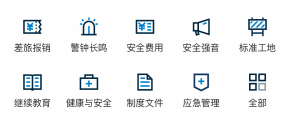 差旅报销 警钟长鸣 安全费用 安全强音 标准工地
继续教育 健康与安全 制度文件 应急管理 全部